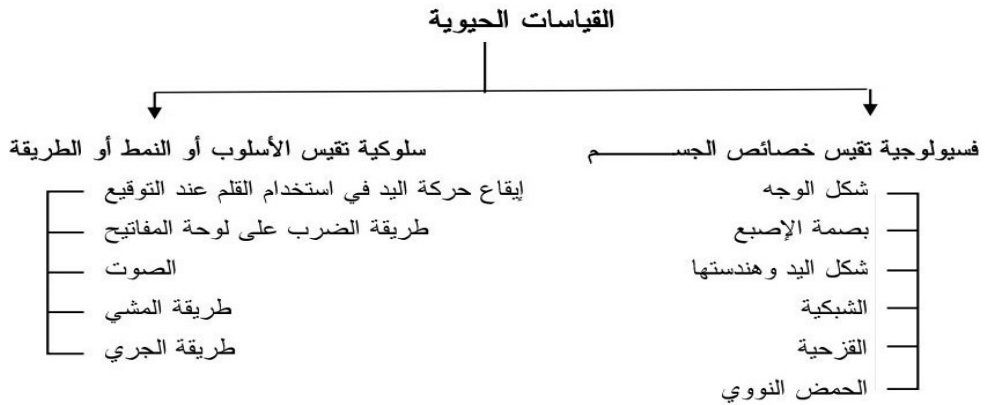 القياسات الحيوية
فسيولوجية تقيس خصائص الجســـــــم
شكل الوجه
بصمة الإصبع
شكل اليد وهندستها
الشبكية
القزحية
الحمض النووي
سلوكية تقيس الأسلوب أو النمط أو الطريقة
إيقاع حركة اليد في استخدام القلم عند التوقيع
طريقة الضرب على لوحة المفاتيح
الصوت
طريقة المشي
طريقة الجري